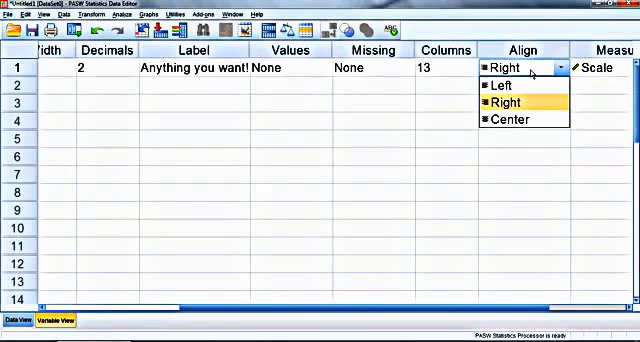 *Untitled1 [DataSet0] - PASW Statistics Data Editor
File Edit View Data Transform Analyze Graphs Utilities Add-ons Window Help
Width Decimals Label Values Missing Columns Align Measu
1 2 Anything you want! None None 13 Right Scale
2 Left
3 Right
4 Center
5
6
7
8
9
10
11
12
13
14
Data View Variable View
PASW Statistics Processor is ready